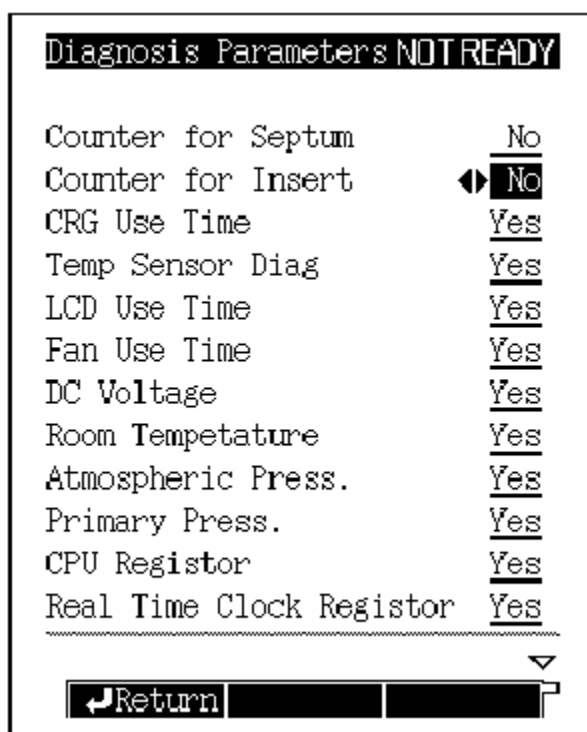 Diagnosis Parameters NOT READY
Counter for Septum No
Counter for Insert No
CRG Use Time Yes
Temp Sensor Diag Yes
LCD Use Time Yes
Fan Use Time Yes
DC Voltage Yes
Room Tempetature Yes
Atmospheric Press. Yes
Primary Press. Yes
CPU Registor Yes
Real Time Clock Registor Yes
Return